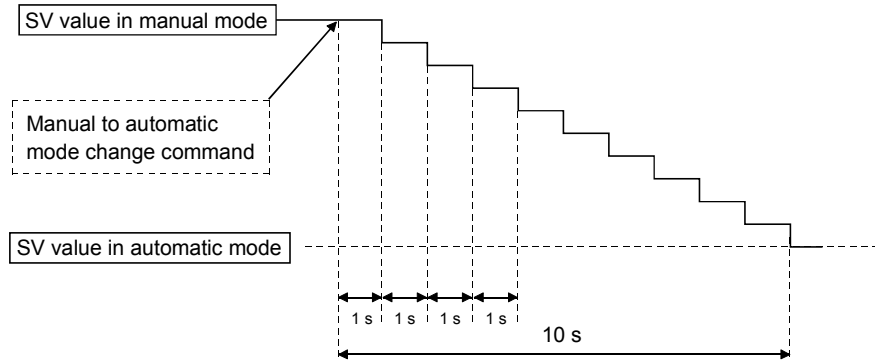 SV value in manual mode
Manual to automatic
mode change command
SV value in automatic mode
1 s
1 s
1 s
1 s
10 s